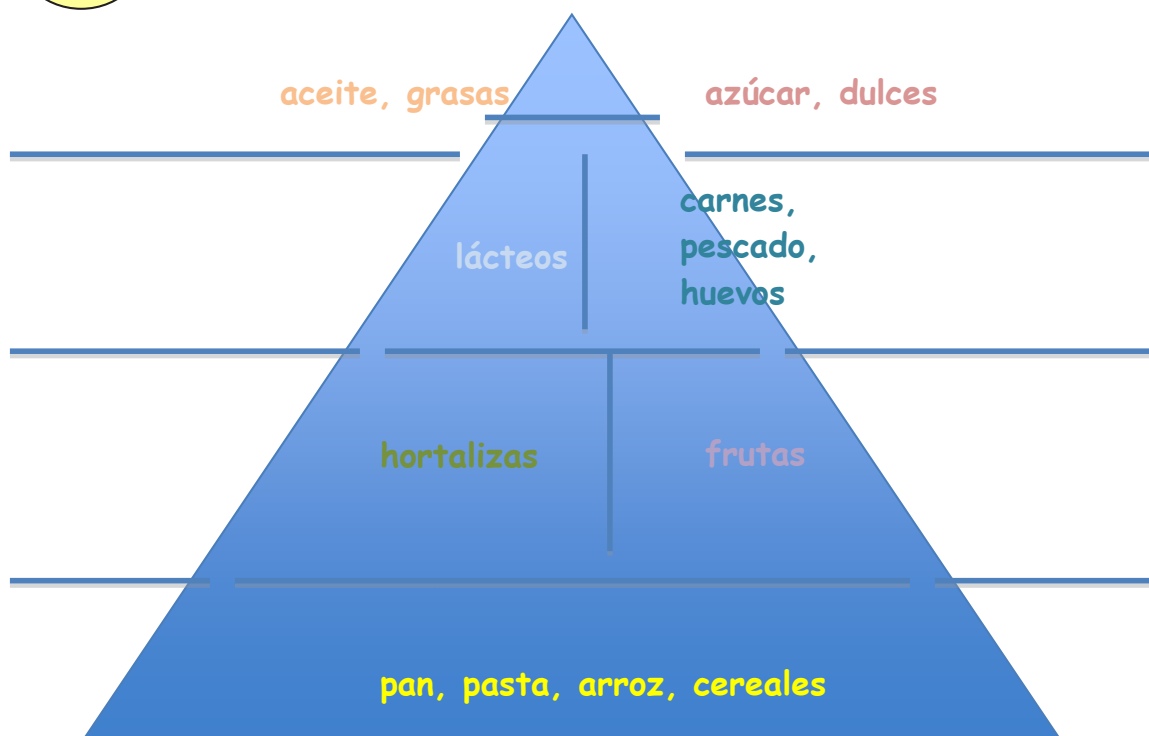 aceite, grasas
azúcar, dulces
lácteos
carnes,
pescado,
huevos
hortalizas
frutas
pan, pasta, arroz, cereales